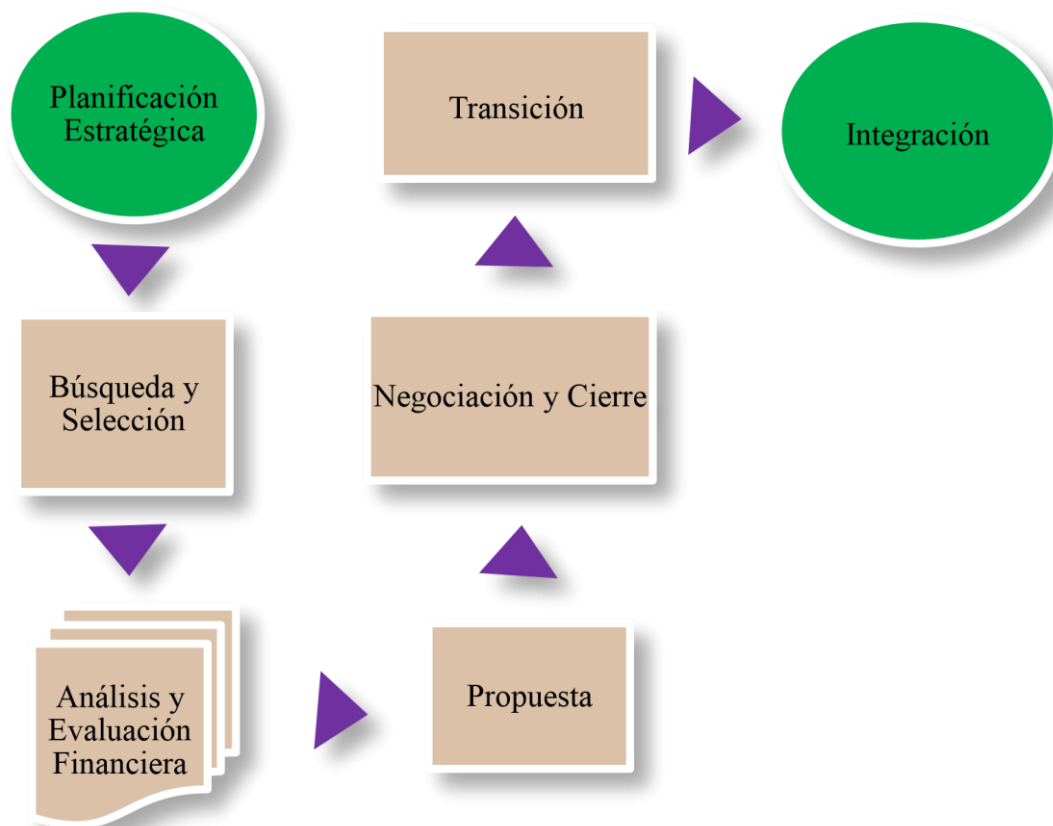 Planificación
Estratégica
Búsqueda y
Selección
Análisis y
Evaluación
Financiera
Propuesta
Negociación y Cierre
Transición
Integración